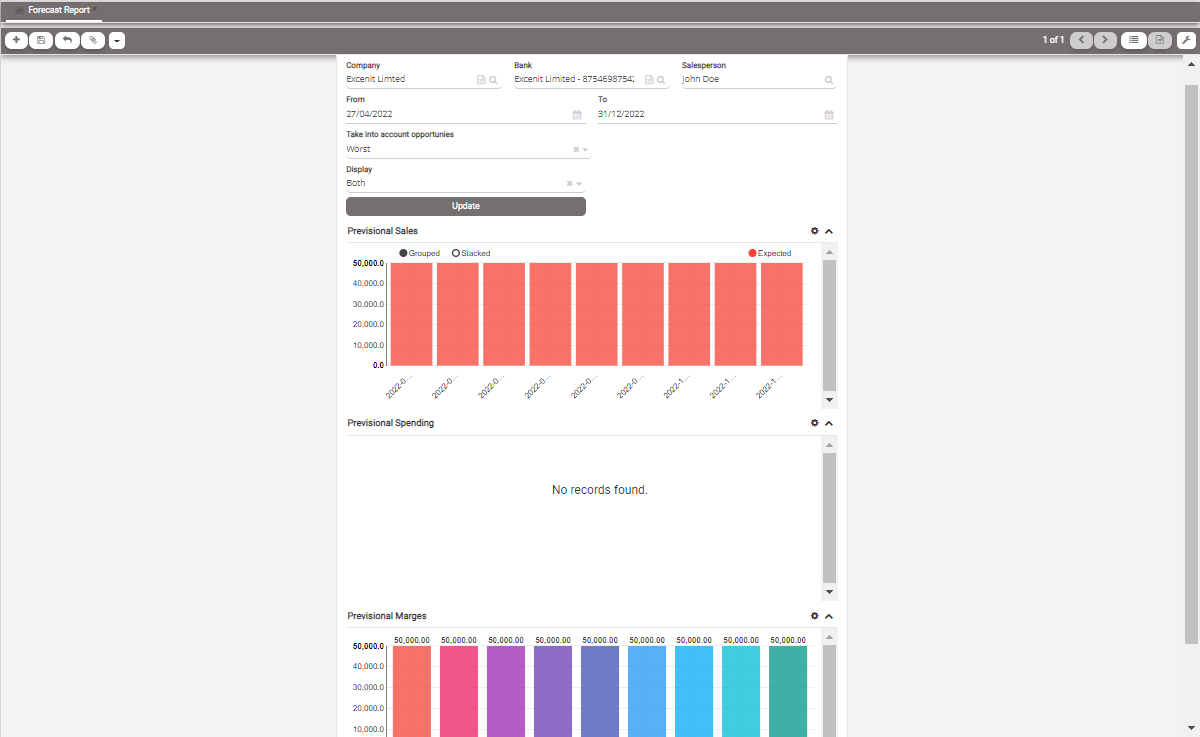 Forecast Report
1 of 1
Company Bank Salesperson
Excenit Limted Excenit Limited - 87546987542 John Doe
From To
27/04/2022 31/12/2022
Take into account opportunies
Worst
Display
Both
Update
Previsional Sales
Grouped Stacked Expected
50,000.0
40,000.0
30,000.0
20,000.0
10,000.0
0.0
2022-0... 2022-0... 2022-0... 2022-0... 2022-0... 2022-0... 2022-1... 2022-1... 2022-1...
Previsional Spending
No records found.
Previsional Marges
50,000.00 50,000.00 50,000.00 50,000.00 50,000.00 50,000.00 50,000.00 50,000.00 50,000.00
50,000.0
40,000.0
30,000.0
20,000.0
10,000.0